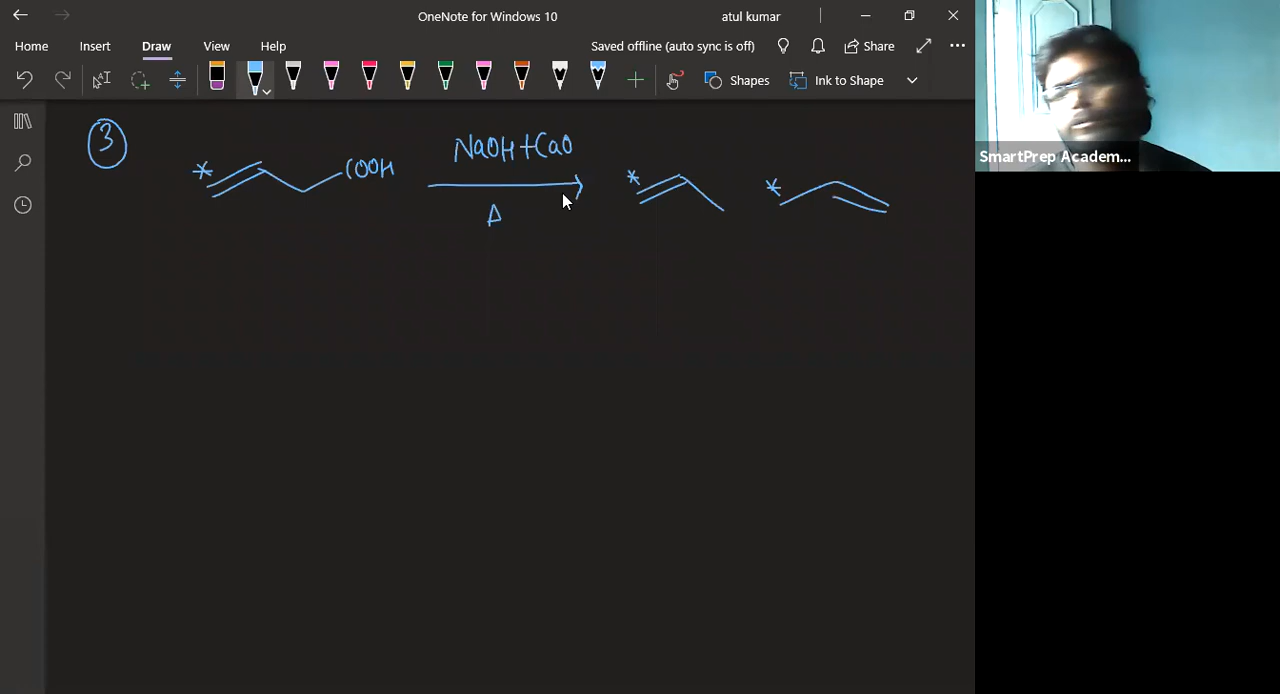 OneNote for Windows 10
atul kumar
Home Insert Draw View Help
Saved offline (auto sync is off)
Share
Shapes
Ink to Shape
SmartPrep Academ...
3
NaOH+CaO
* COOH
* *
Δ